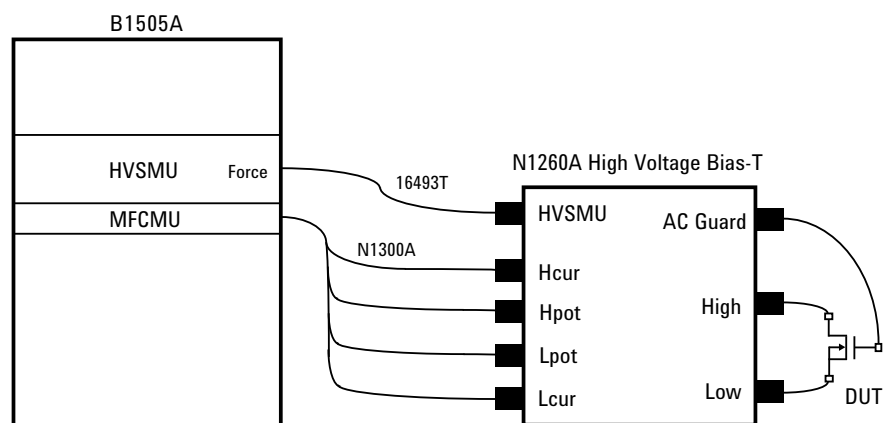 B1505A
HVSMU
Force
MFCMU
16493T
N1300A
N1260A High Voltage Bias-T
HVSMU
AC Guard
Hcur
Hpot
High
Lpot
Lcur
Low
DUT